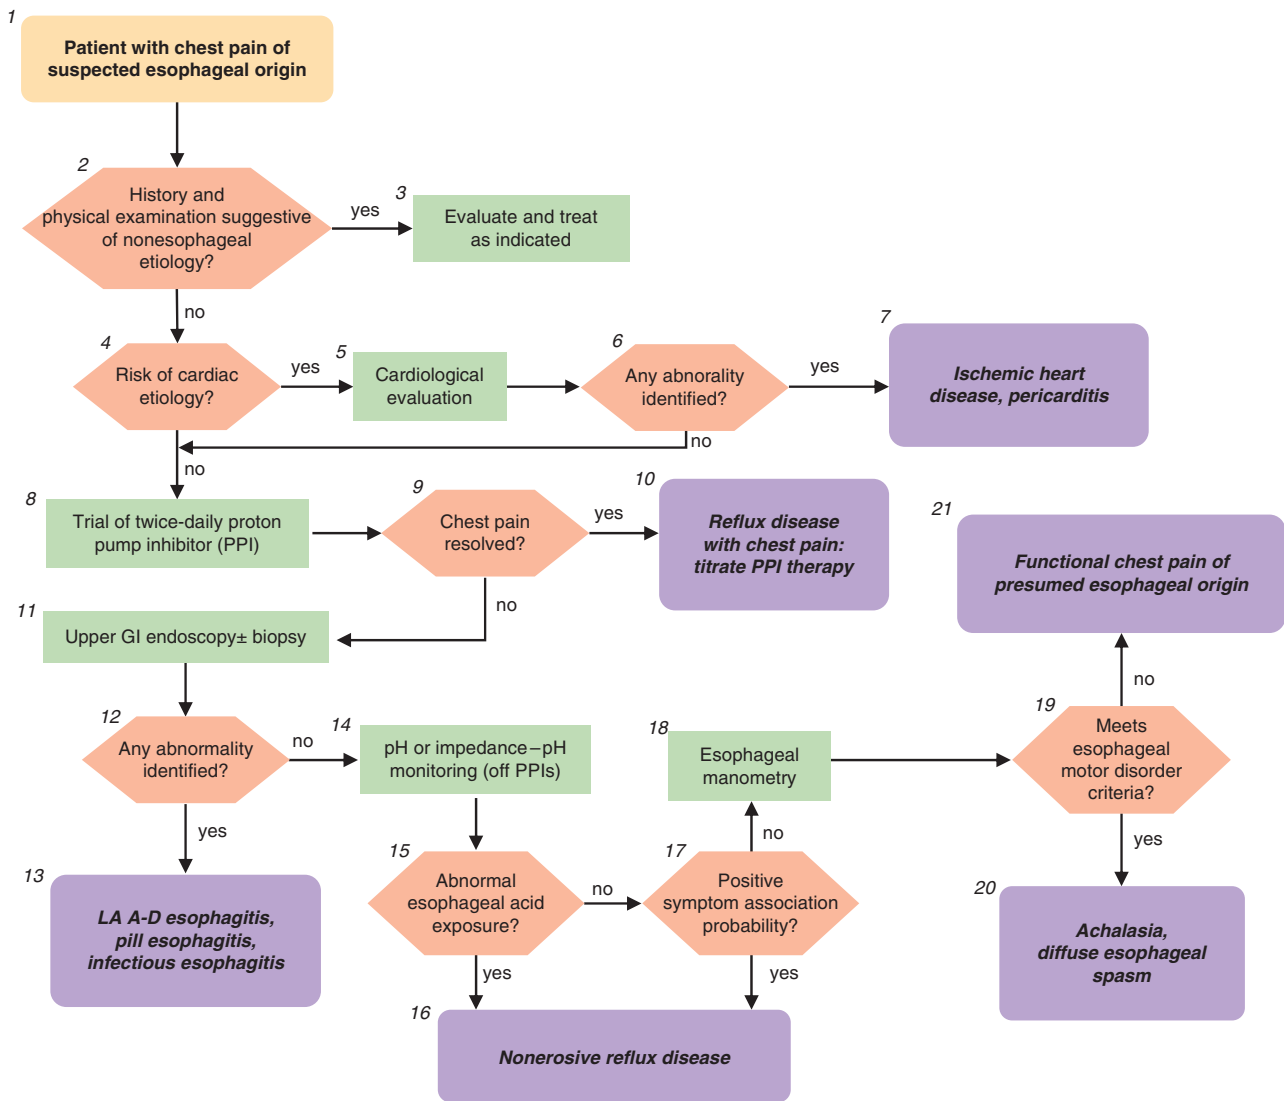 1
Patient with chest pain of
suspected esophageal origin
2
History and
physical examination suggestive
of nonesophageal
etiology?
yes
3
Evaluate and treat
as indicated
no
4
Risk of cardiac
etiology?
yes
5
Cardiological
evaluation
6
Any abnorality
identified?
yes
7
Ischemic heart
disease, pericarditis
no
no
8
Trial of twice-daily proton
pump inhibitor (PPI)
9
Chest pain
resolved?
yes
10
Reflux disease
with chest pain:
titrate PPI therapy
no
11
Upper GI endoscopy± biopsy
12
Any abnormality
identified?
no
yes
13
LA A-D esophagitis,
pill esophagitis,
infectious esophagitis
14
pH or impedance–pH
monitoring (off PPIs)
15
Abnormal
esophageal acid
exposure?
no
yes
16
Nonerosive reflux disease
17
Positive
symptom association
probability?
yes
no
18
Esophageal
manometry
19
Meets
esophageal
motor disorder
criteria?
yes
20
Achalasia,
diffuse esophageal
spasm
no
21
Functional chest pain of
presumed esophageal origin